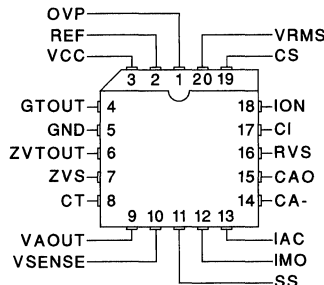 OVP
REF VRMS
VCC CS
3 2 1 20 19
GTOUT 4 18 ION
GND 5 17 CI
ZVTOUT 6 16 RVS
ZVS 7 15 CAO
CT 8 14 CA-
9 10 11 12 13
VAOUT IAC
VSENSE IMO
SS